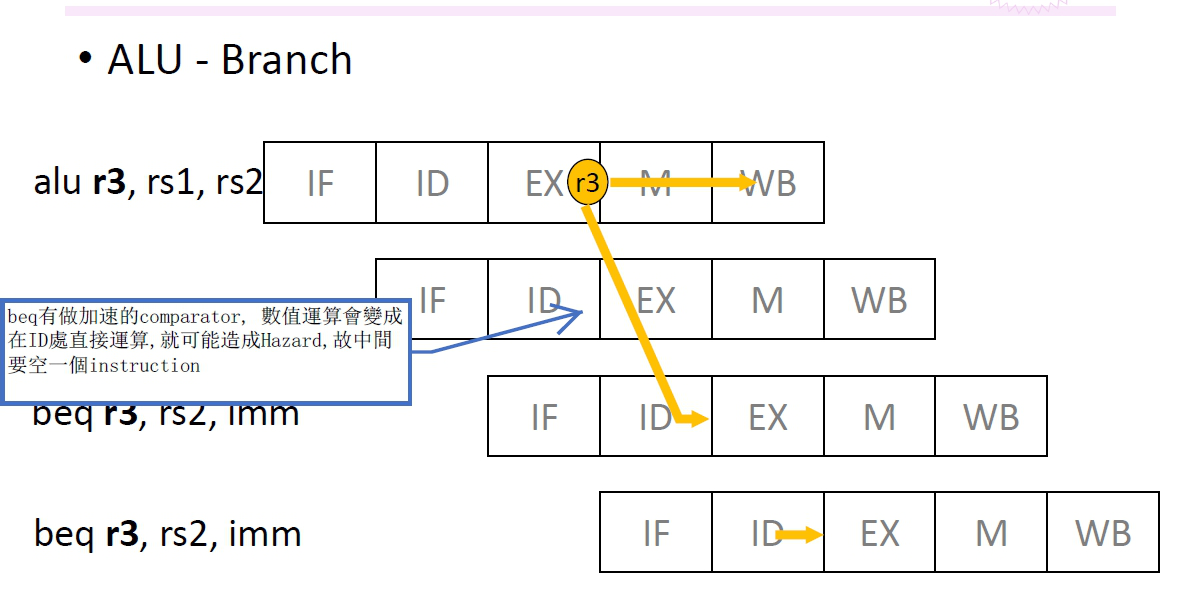 • ALU - Branch
alu r3, rs1, rs2 IF ID EX r3 M WB
IF ID EX M WB
beq有做加速的comparator, 數值運算會變成
在ID處直接運算,就可能造成Hazard,故中間
要空一個instruction
beq r3, rs2, imm IF ID EX M WB
beq r3, rs2, imm IF ID EX M WB